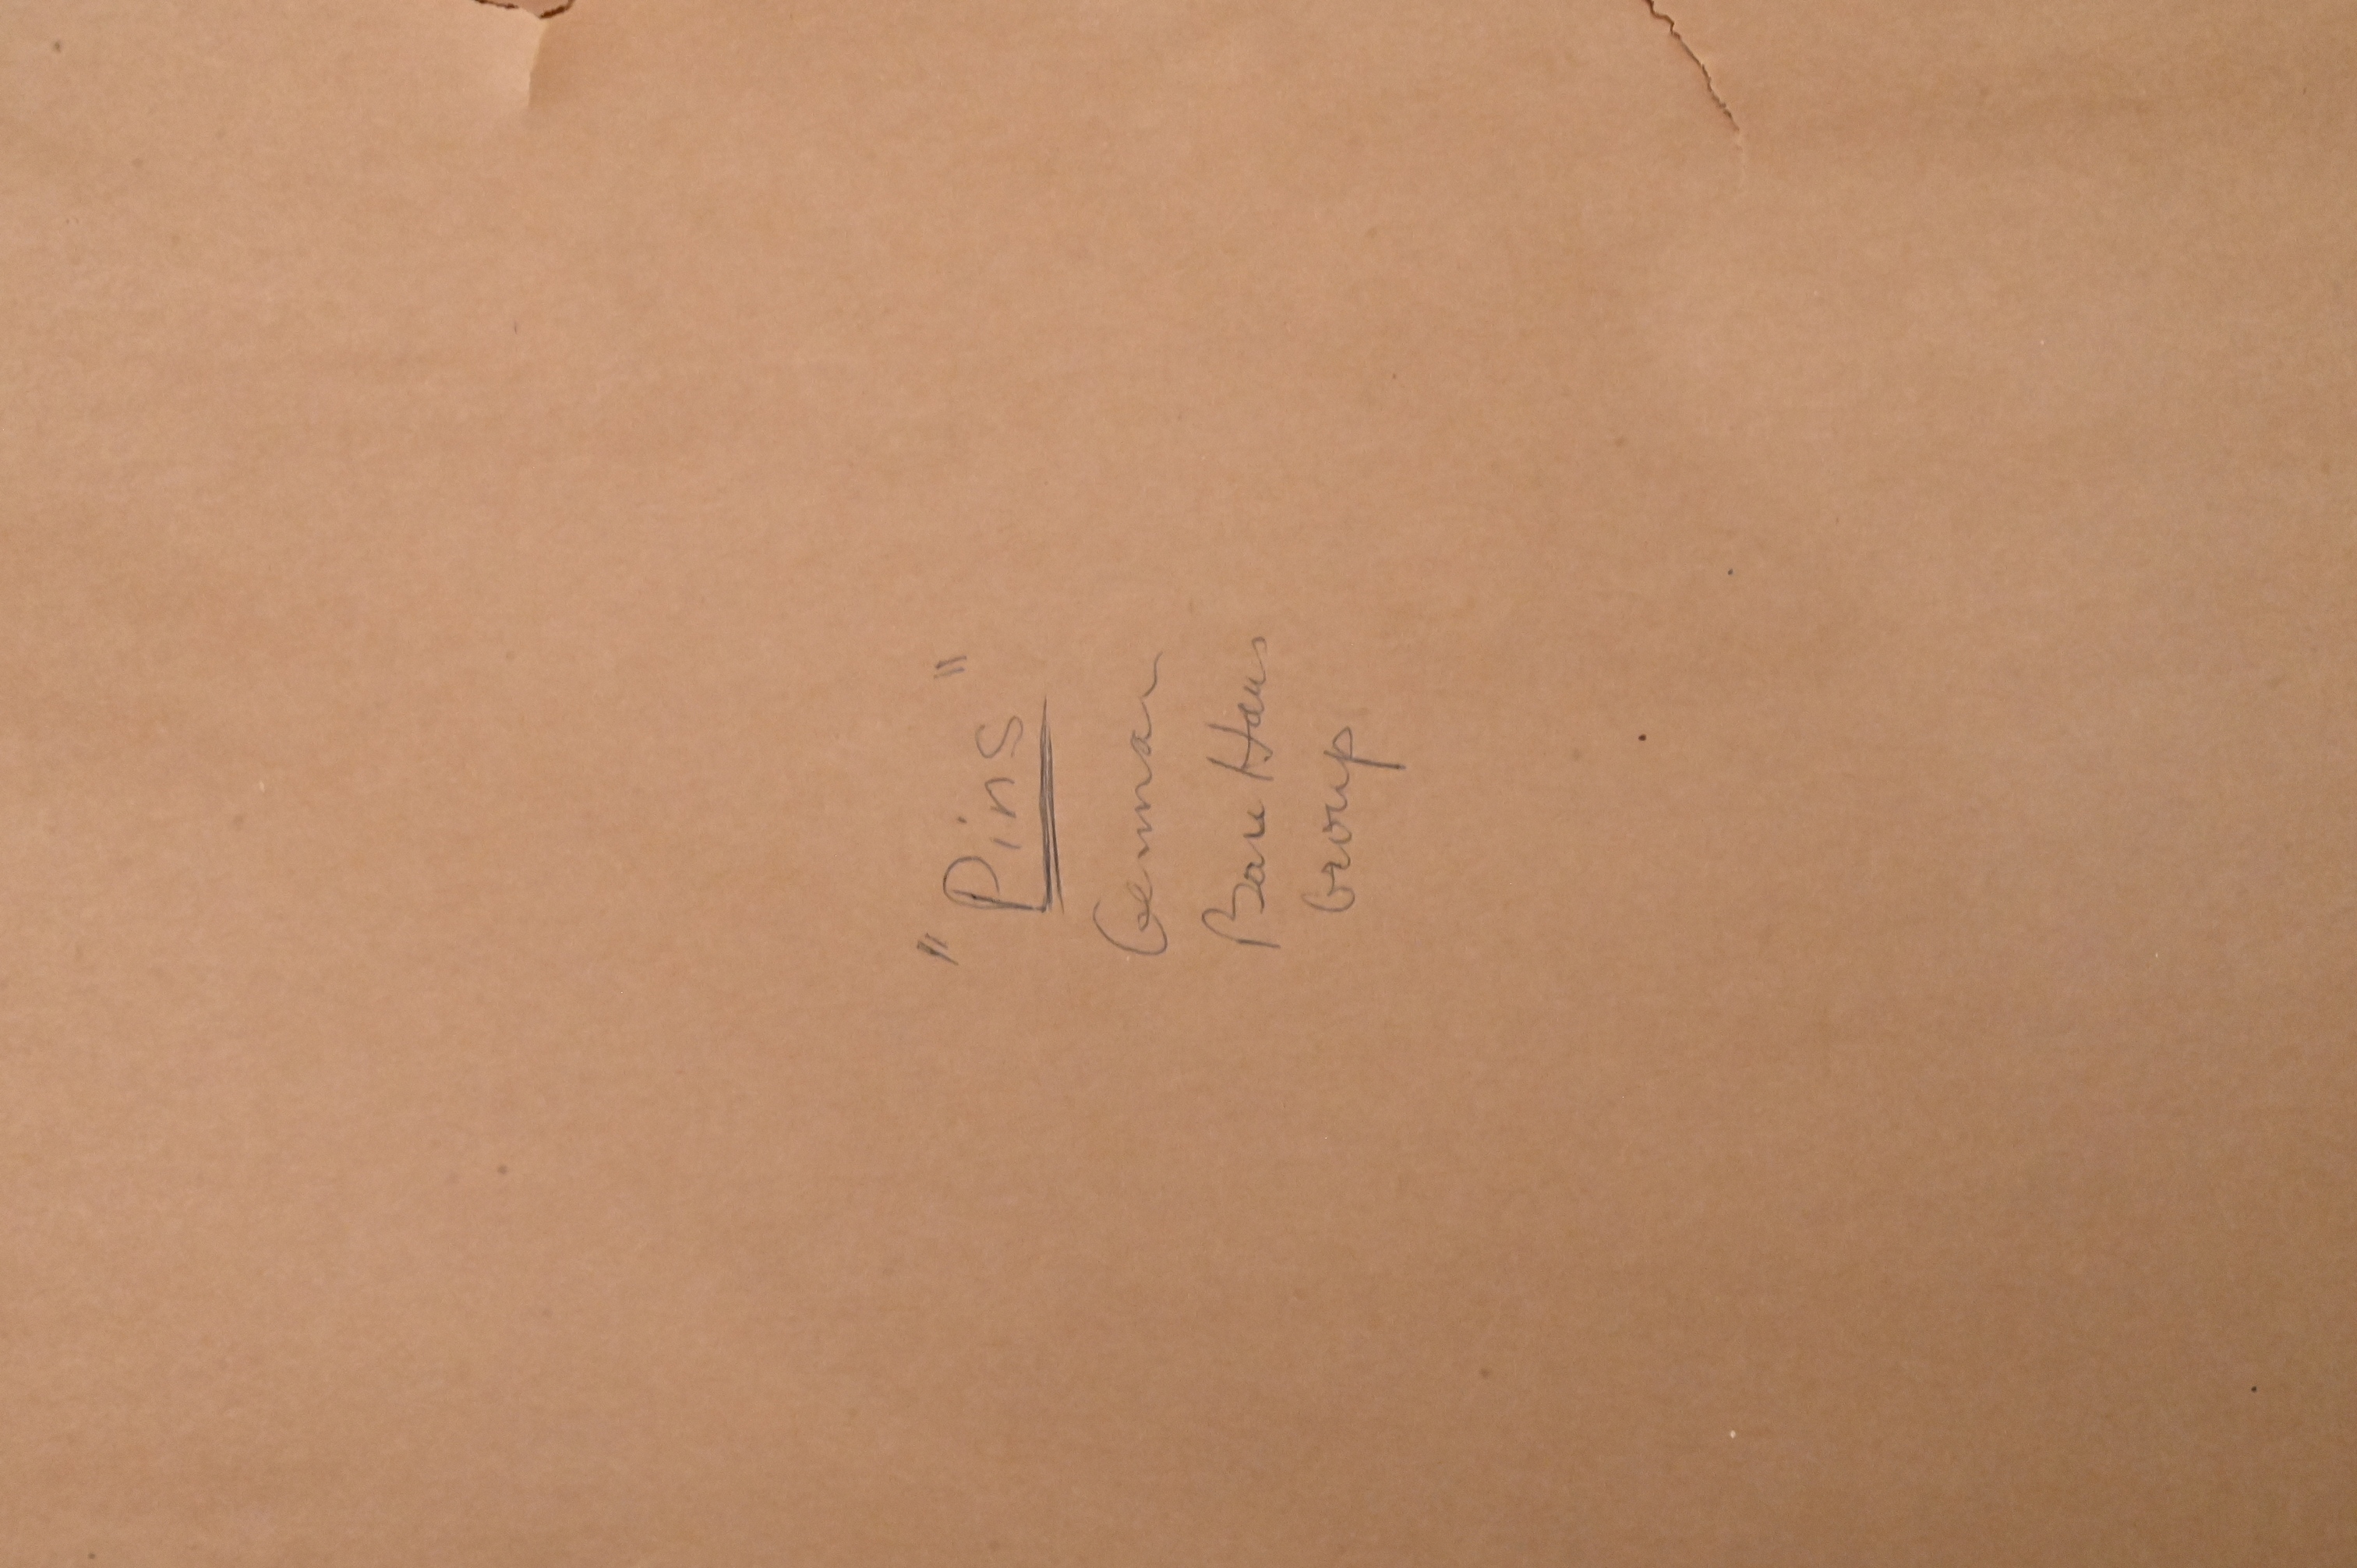 "Pins"
German
Bau Haus
Group